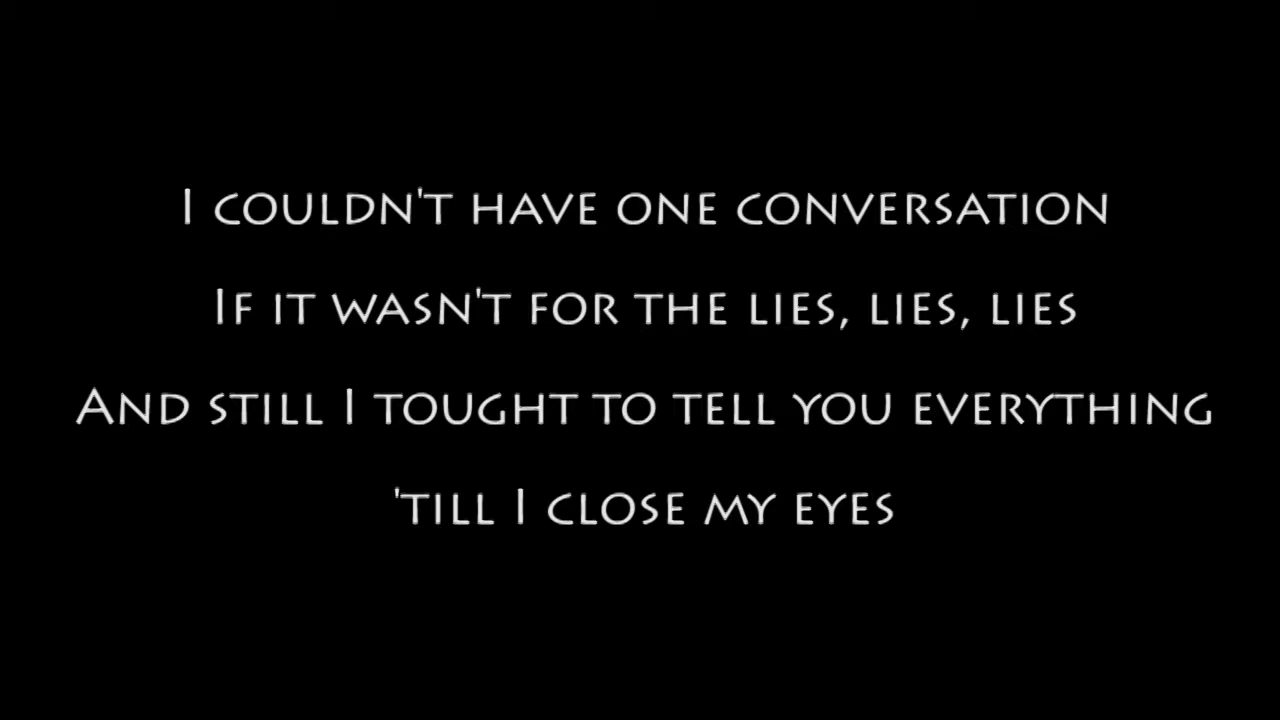 I couldn't have one conversation
If it wasn't for the lies, lies, lies
And still I tought to tell you everything
'till I close my eyes